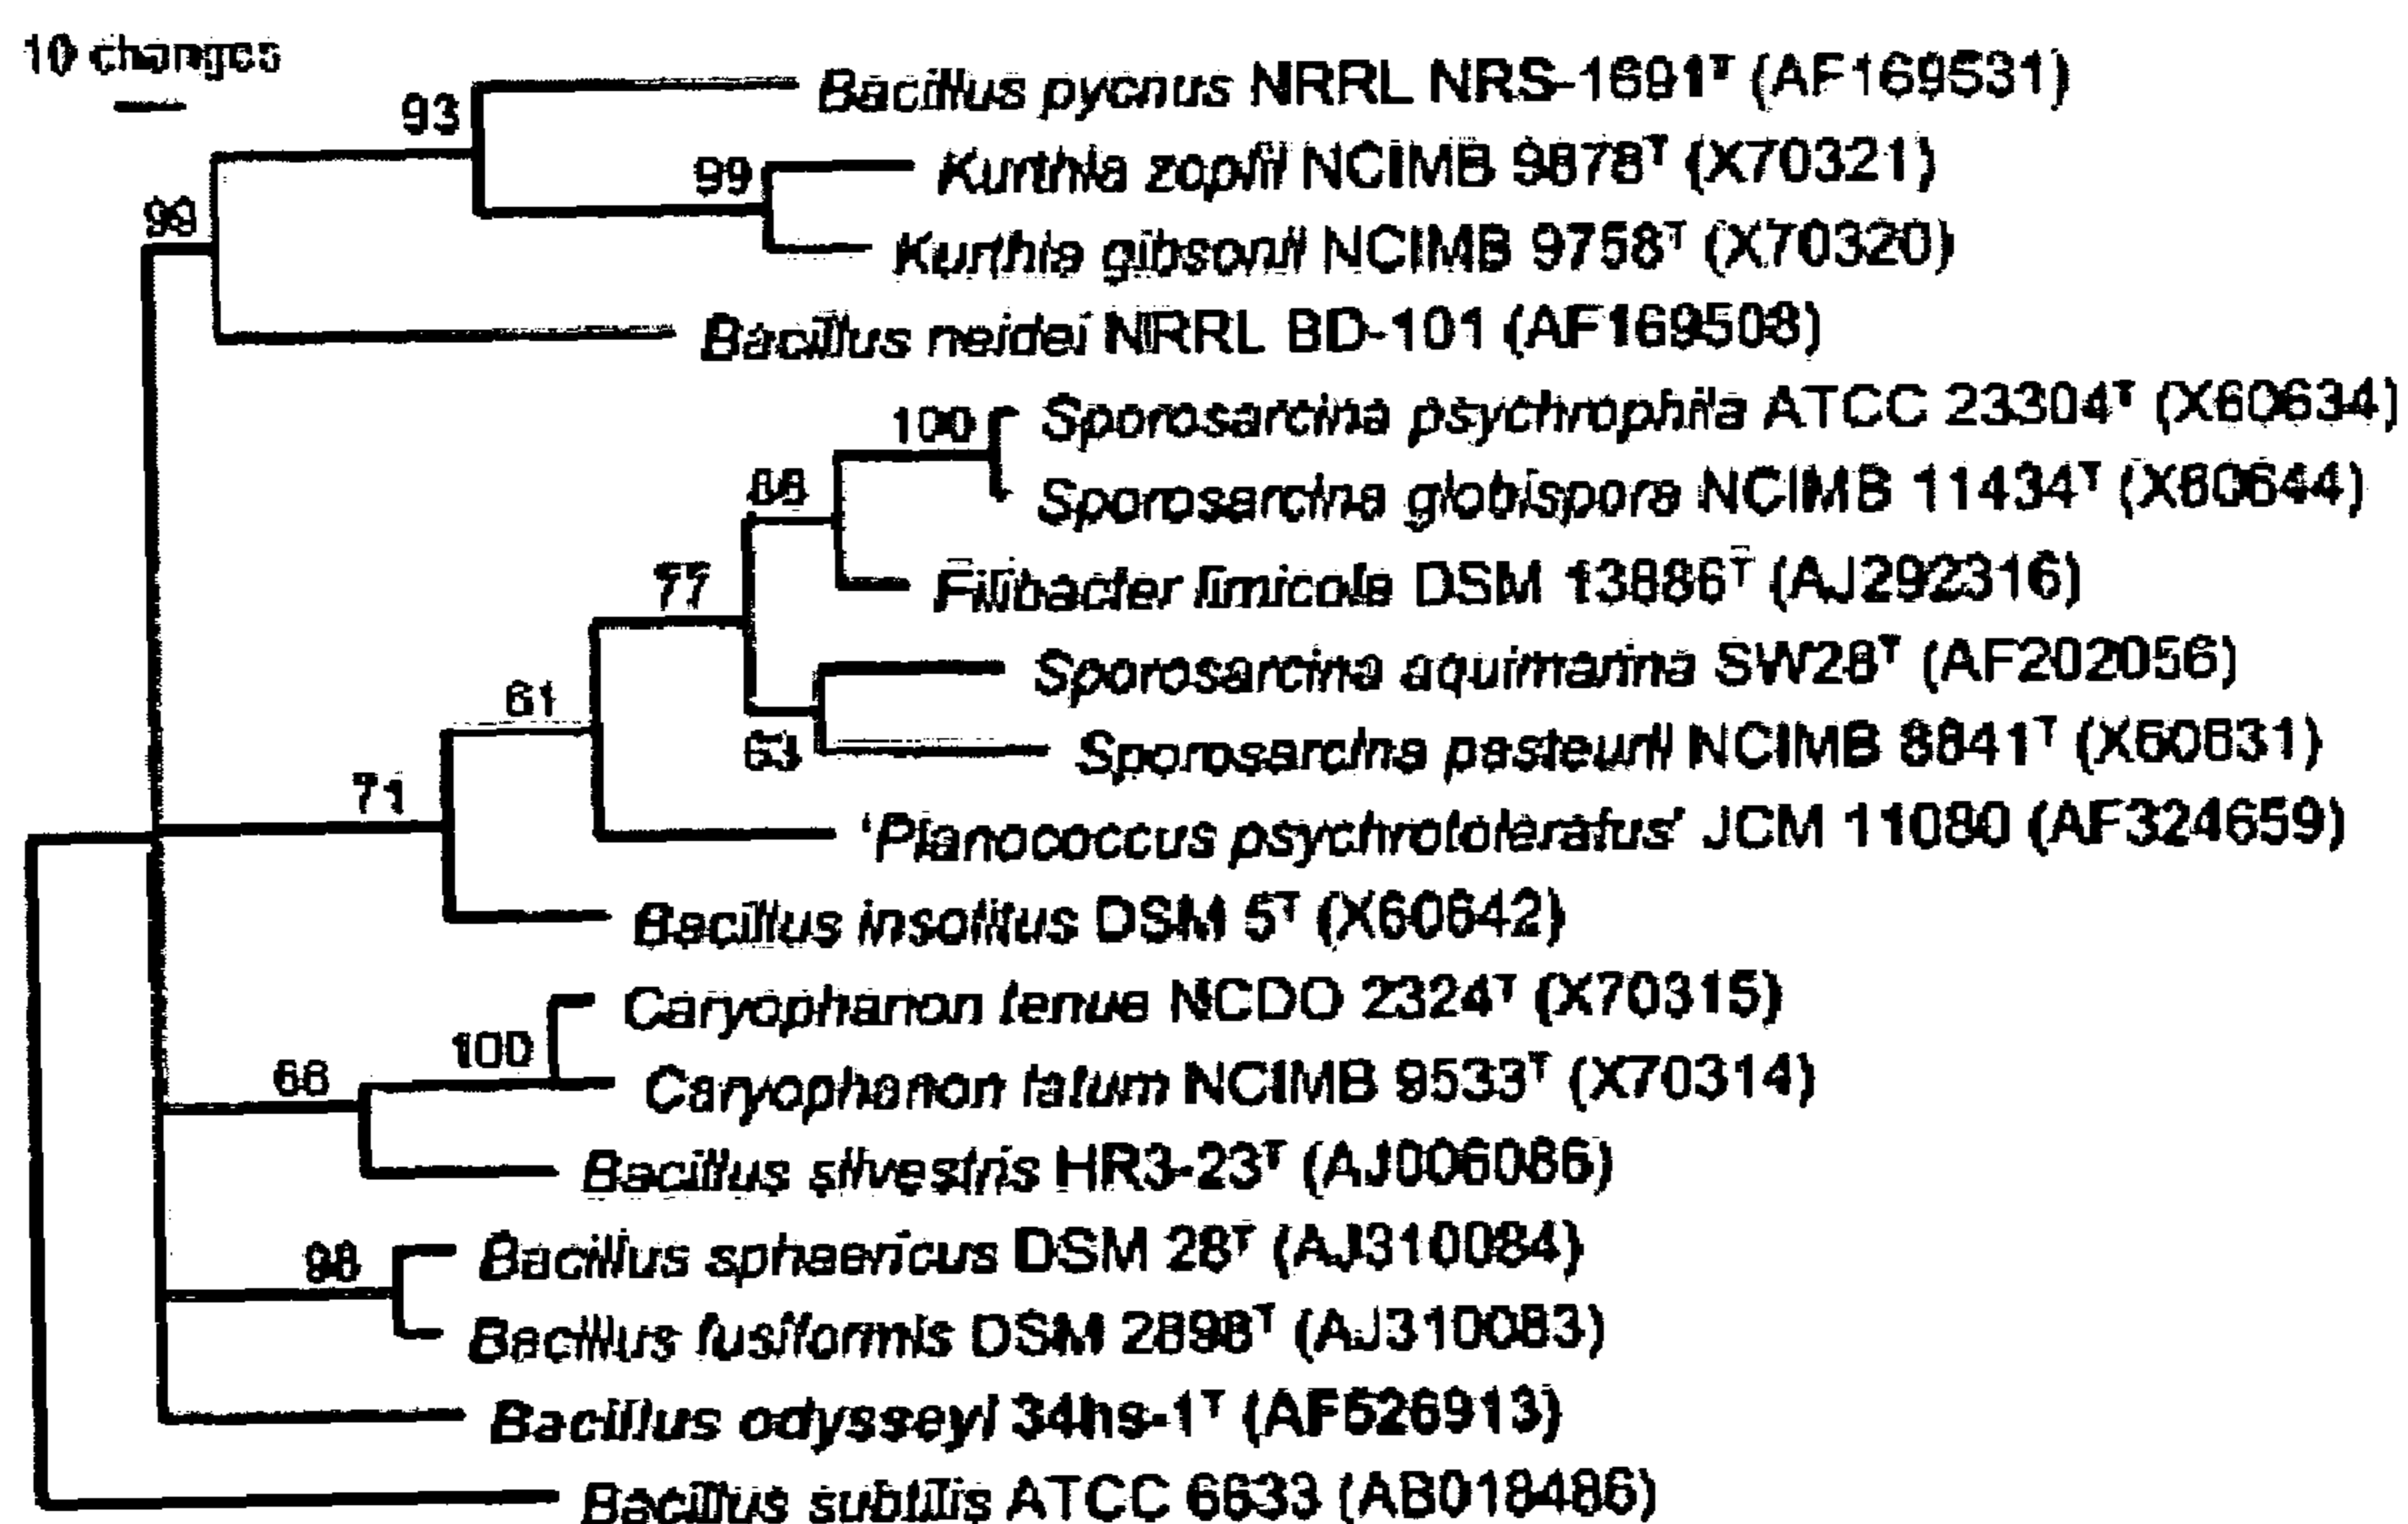 10 changes
93
Bacillus pycnus NRRL NRS-1691ᵀ (AF169531)
99
Kurthia zopfii NCIMB 9878ᵀ (X70321)
Kurthia gibsonii NCIMB 9758ᵀ (X70320)
Bacillus neidei NRRL BD-101 (AF169508)
100
Sporosarcina psychrophila ATCC 23304ᵀ (X60634)
Sporosarcina globispora NCIMB 11434ᵀ (X60644)
77
Filibacter limicola DSM 13886ᵀ (AJ292316)
Sporosarcina aquimarina SW28ᵀ (AF202056)
61
63
Sporosarcina pasteurii NCIMB 8841ᵀ (X60631)
71
'Planococcus psychrotoleratus' JCM 11080 (AF324659)
Bacillus insolitus DSM 5ᵀ (X60642)
Caryophanon tenue NCDO 2324ᵀ (X70315)
100
Caryophanon latum NCIMB 9533ᵀ (X70314)
Bacillus silvestris HR3-23ᵀ (AJ006086)
Bacillus sphaericus DSM 28ᵀ (AJ310084)
98
Bacillus fusiformis DSM 2898ᵀ (AJ310083)
Bacillus odysseyi 34hs-1ᵀ (AF526913)
Bacillus subtilis ATCC 6633 (AB018486)